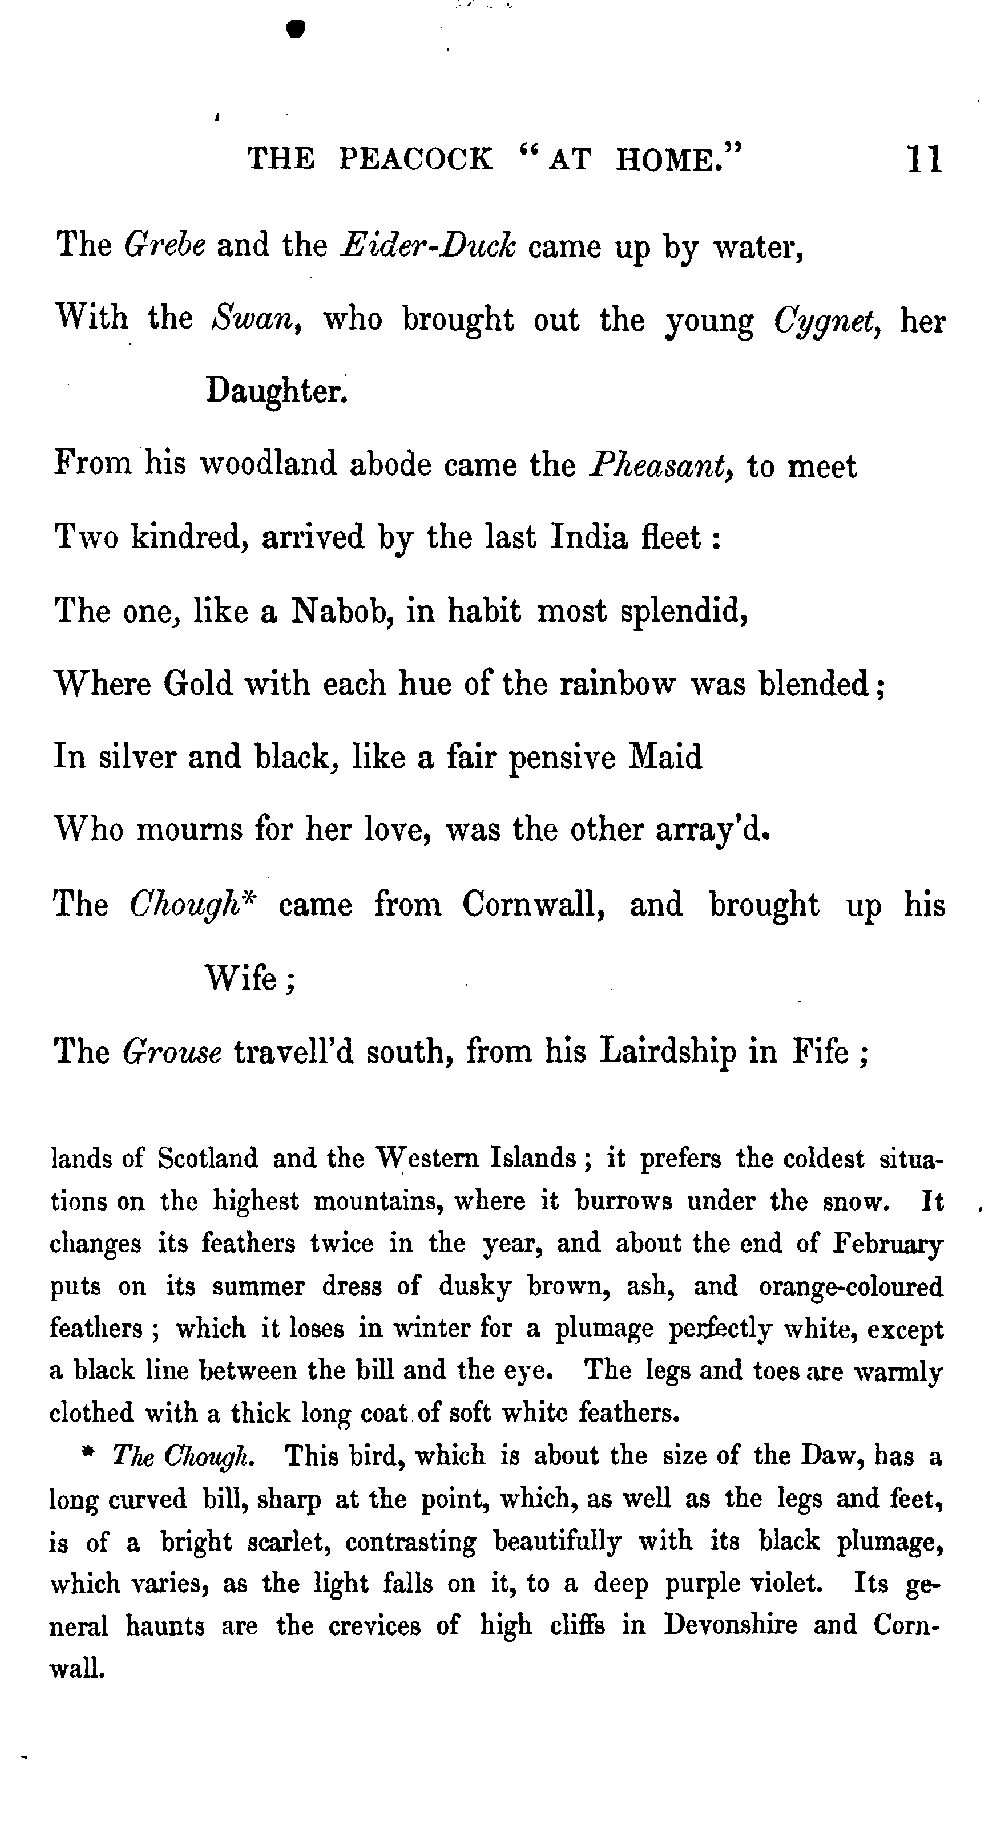 THE PEACOCK "AT HOME." 11
The Grebe and the Eider-Duck came up by water,
With the Swan, who brought out the young Cygnet, her
Daughter.
From his woodland abode came the Pheasant, to meet
Two kindred, arrived by the last India fleet :
The one, like a Nabob, in habit most splendid,
Where Gold with each hue of the rainbow was blended;
In silver and black, like a fair pensive Maid
Who mourns for her love, was the other array'd.
The Chough* came from Cornwall, and brought up his
Wife ;
The Grouse travell'd south, from his Lairdship in Fife ;
lands of Scotland and the Western Islands ; it prefers the coldest situa-
tions on the highest mountains, where it burrows under the snow. It
changes its feathers twice in the year, and about the end of February
puts on its summer dress of dusky brown, ash, and orange-coloured
feathers ; which it loses in winter for a plumage perfectly white, except
a black line between the bill and the eye. The legs and toes are warmly
clothed with a thick long coat of soft white feathers.
* The Chough. This bird, which is about the size of the Daw, has a
long curved bill, sharp at the point, which, as well as the legs and feet,
is of a bright scarlet, contrasting beautifully with its black plumage,
which varies, as the light falls on it, to a deep purple violet. Its ge-
neral haunts are the crevices of high cliffs in Devonshire and Corn-
wall.